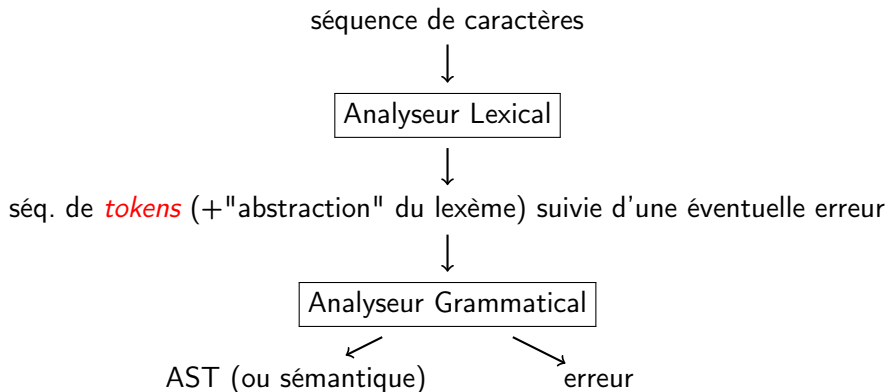 séquence de caractères
Analyseur Lexical
séq. de tokens (+"abstraction" du lexème) suivie d'une éventuelle erreur
Analyseur Grammatical
AST (ou sémantique) erreur